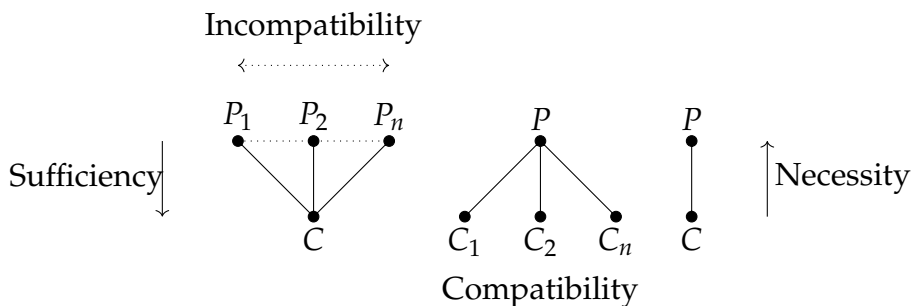 Incompatibility
P₁ P₂ Pₙ P P
Sufficiency Necessity
C C₁ C₂ Cₙ C
Compatibility